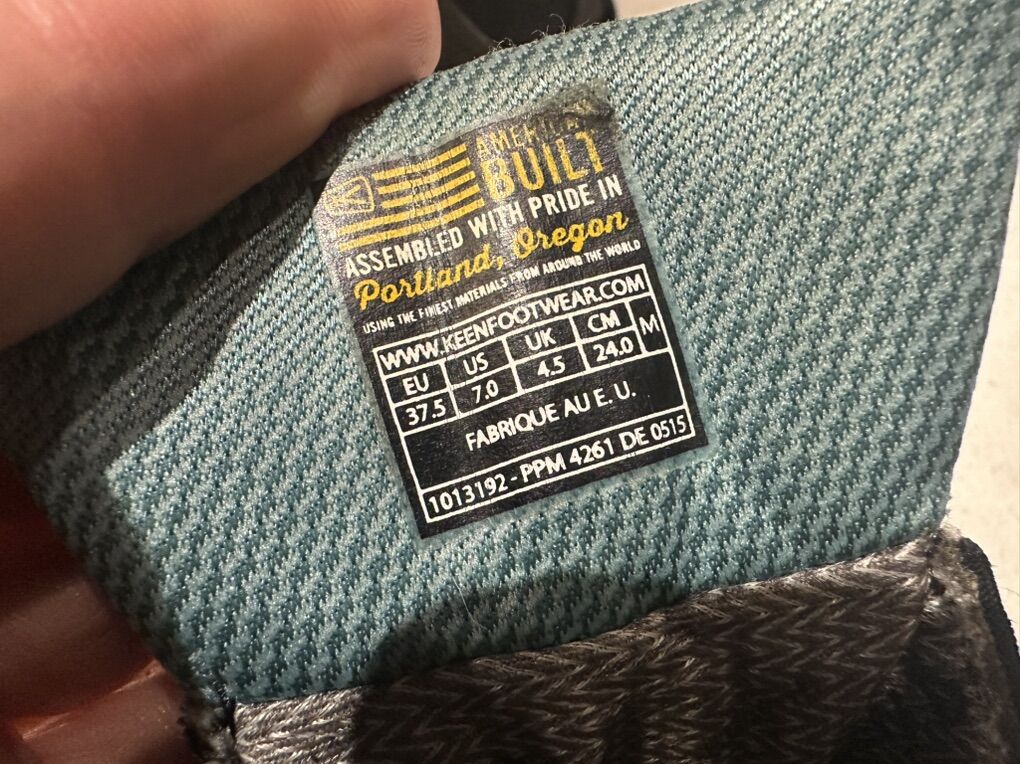 AMERICAN
BUILT
ASSEMBLED WITH PRIDE IN
Portland, Oregon
USING THE FINEST MATERIALS FROM AROUND THE WORLD
WWW.KEENFOOTWEAR.COM
EU US UK CM M
37.5 7.0 4.5 24.0
FABRIQUE AU E. U.
1013192 - PPM 4261 DE 0515